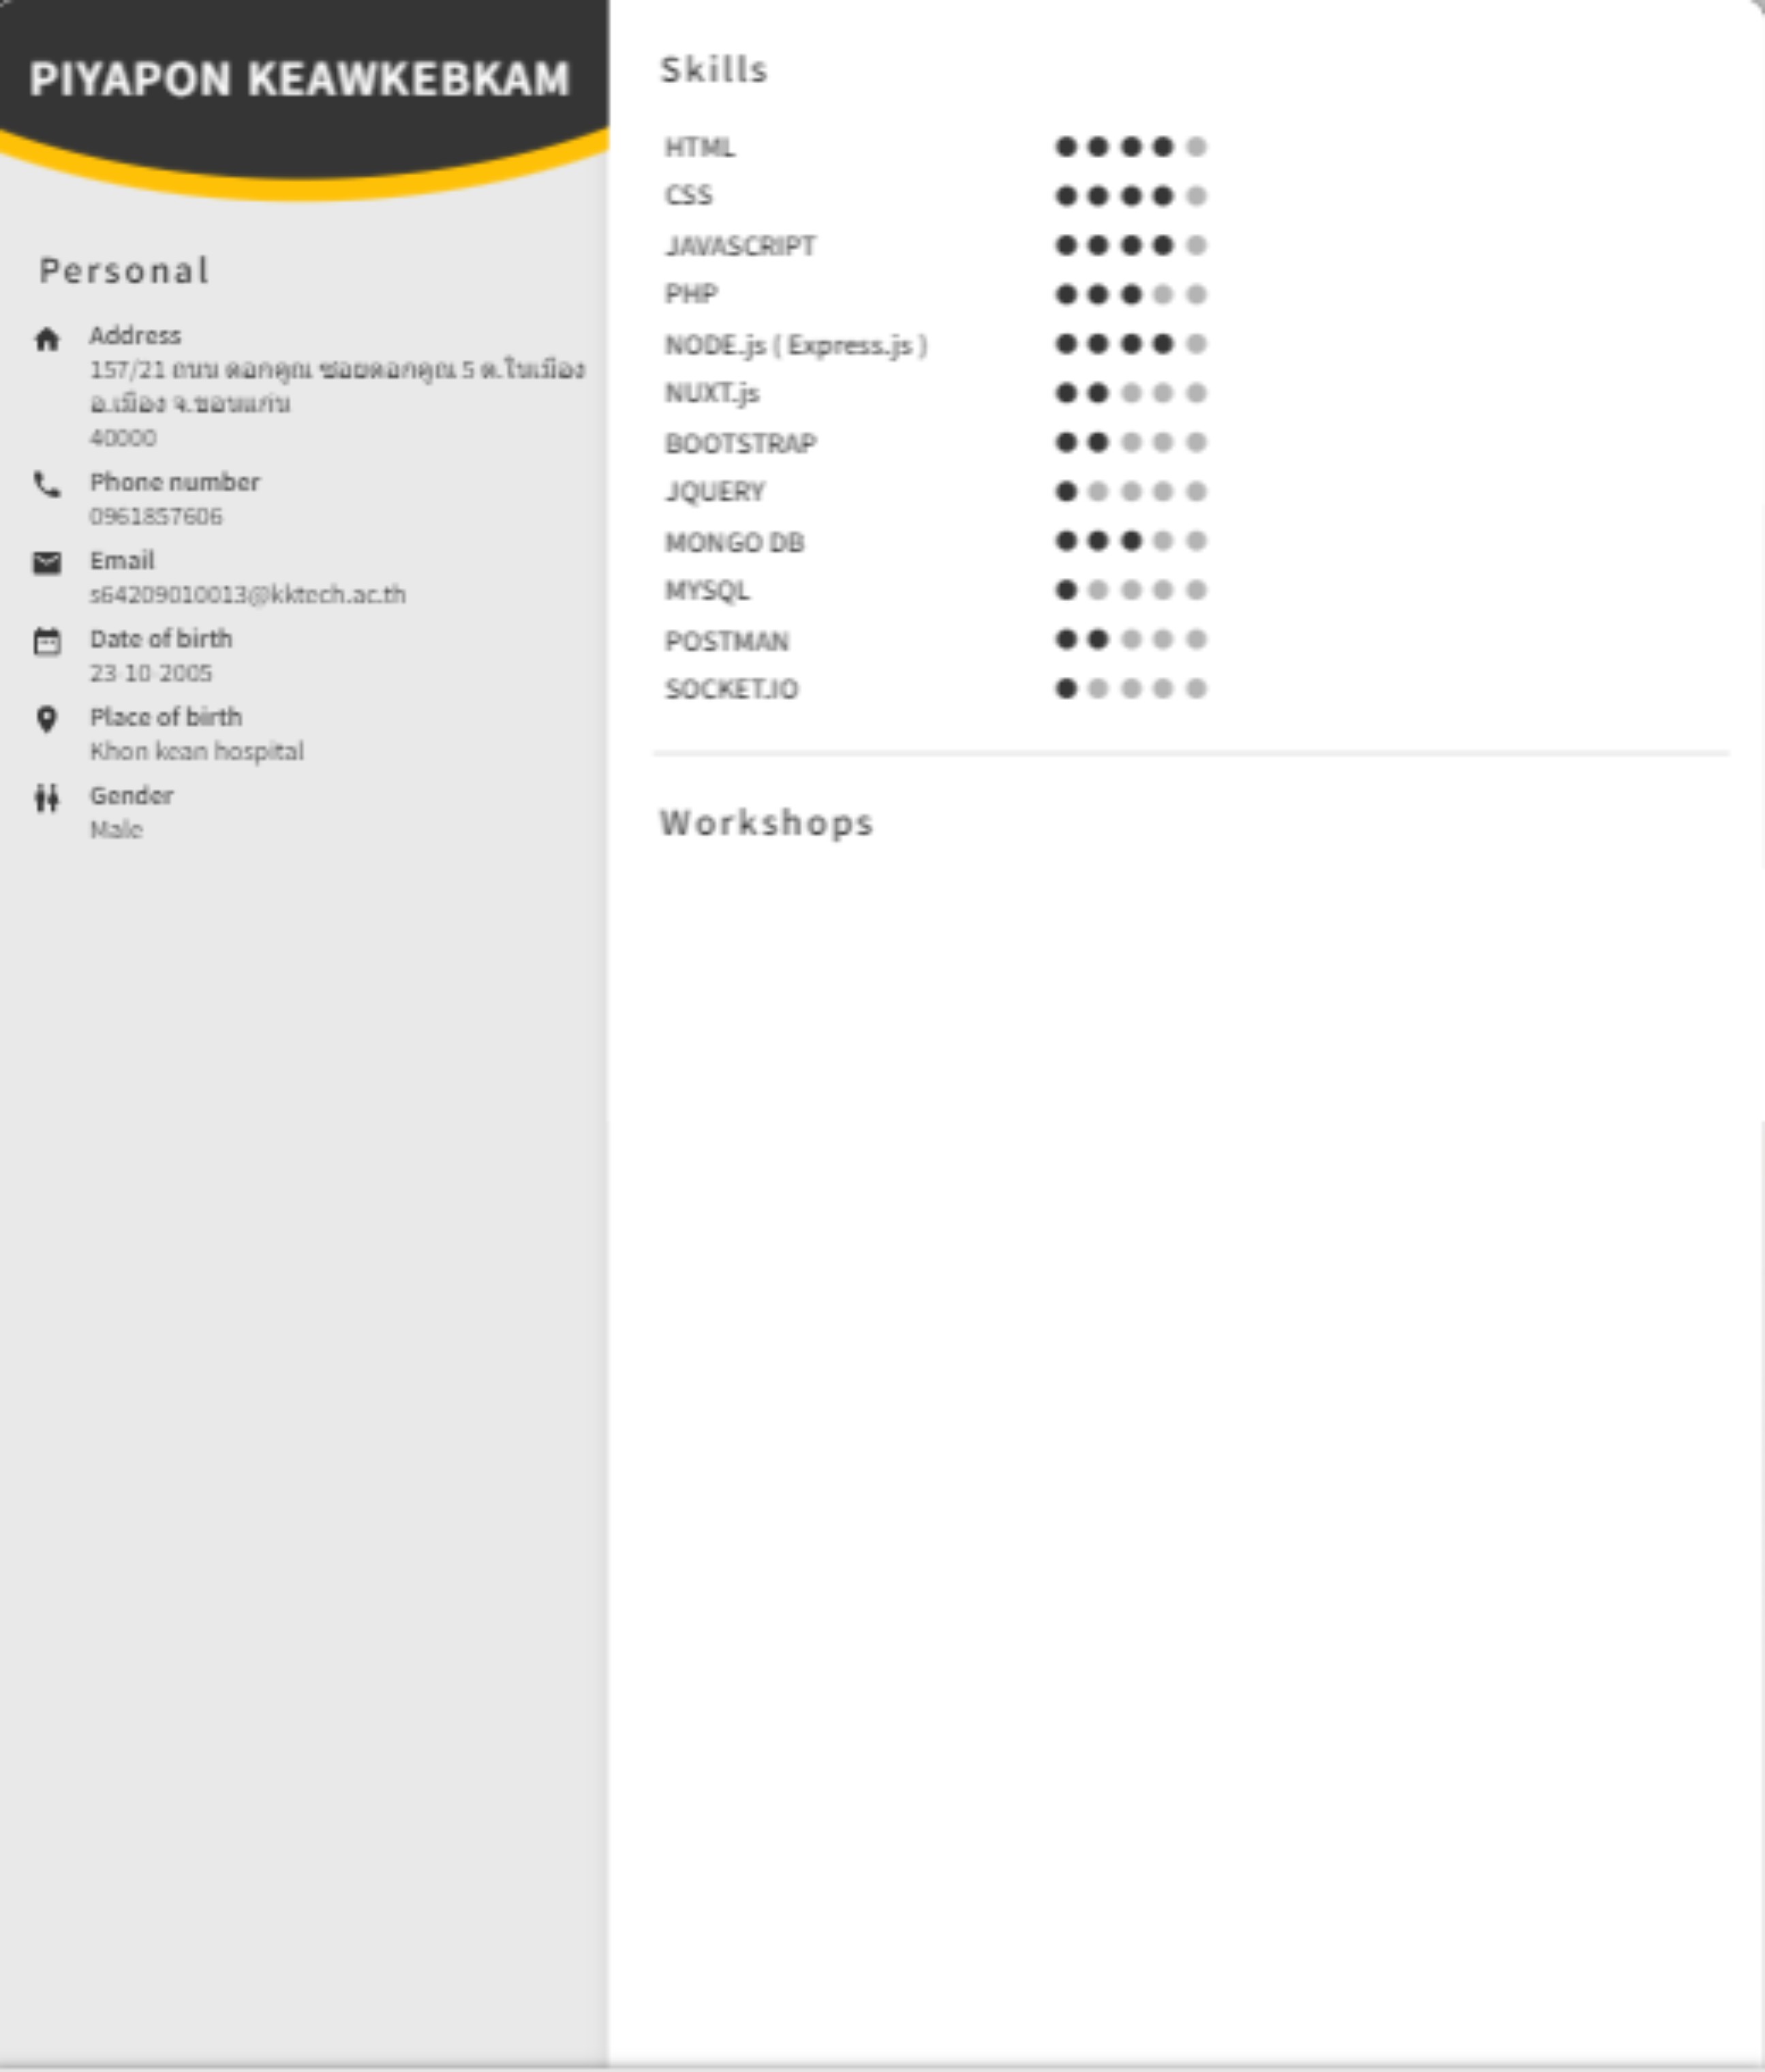 PIYAPON KEAWKEBKAM
Personal
Address
157/21 ถนน ดอกคูณ ซอยดอกคูณ 5 ต.ในเมือง
อ.เมือง จ.ขอนแก่น
40000
Phone number
0961857606
Email
s64209010013@kktech.ac.th
Date of birth
23-10-2005
Place of birth
Khon kean hospital
Gender
Male
Skills
HTML
CSS
JAVASCRIPT
PHP
NODE.js ( Express.js )
NUXT.js
BOOTSTRAP
JQUERY
MONGO DB
MYSQL
POSTMAN
SOCKET.IO
Workshops